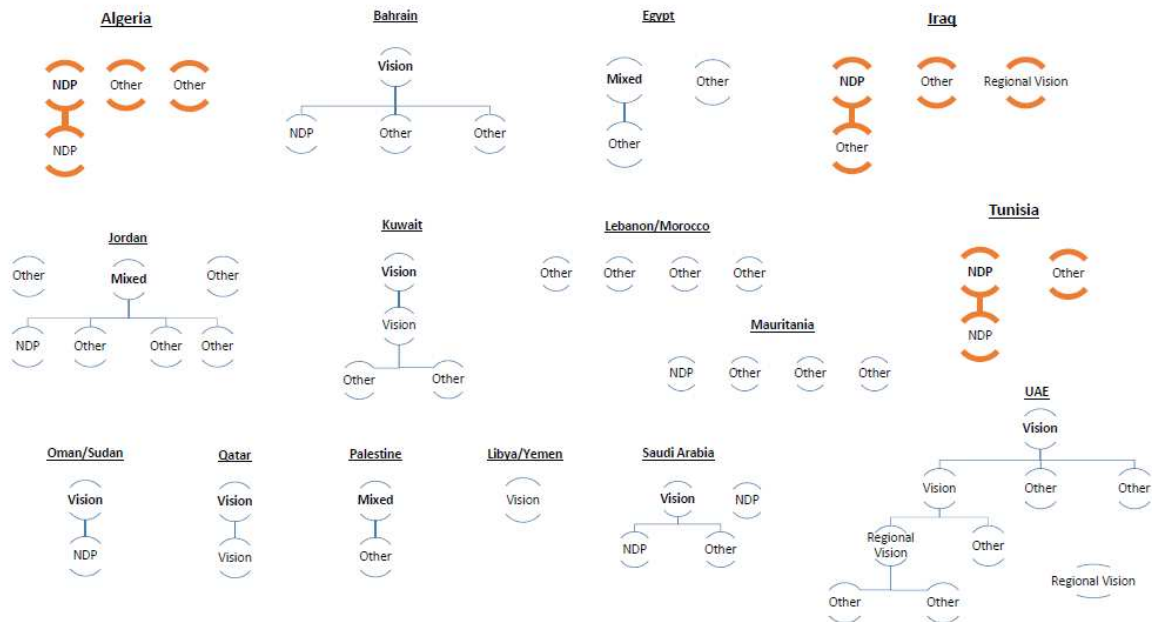 Algeria
NDP
Other
Other
NDP
Bahrain
Vision
NDP
Other
Other
Egypt
Mixed
Other
Other
Iraq
NDP
Other
Regional Vision
Other
Jordan
Other
Mixed
Other
NDP
Other
Other
Other
Kuwait
Vision
Vision
Other
Other
Lebanon/Morocco
Other
Other
Other
Other
Mauritania
NDP
Other
Other
Other
Tunisia
NDP
Other
NDP
Oman/Sudan
Vision
NDP
Qatar
Vision
Vision
Palestine
Mixed
Other
Libya/Yemen
Vision
Saudi Arabia
Vision
NDP
NDP
Other
UAE
Vision
Vision
Other
Other
Regional
Vision
Other
Other
Other
Regional Vision